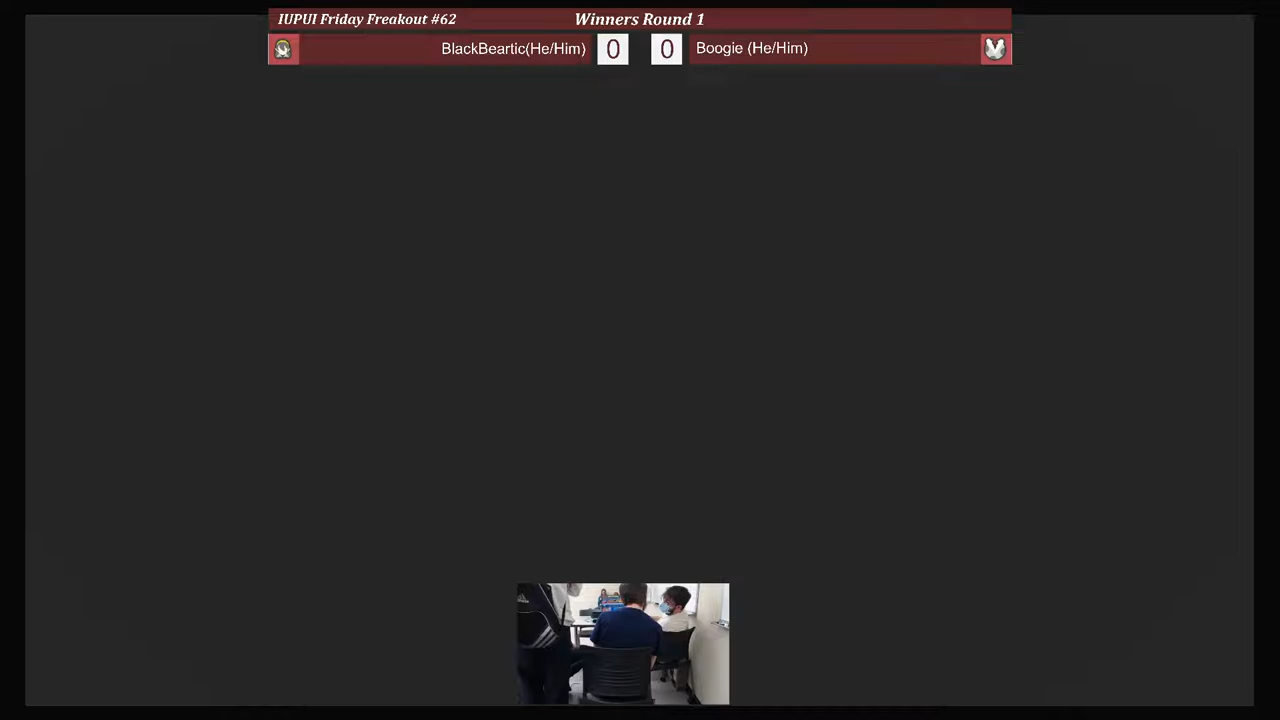 IUPUI Friday Freakout #62 Winners Round 1
BlackBeartic(He/Him) 0 0 Boogie (He/Him)